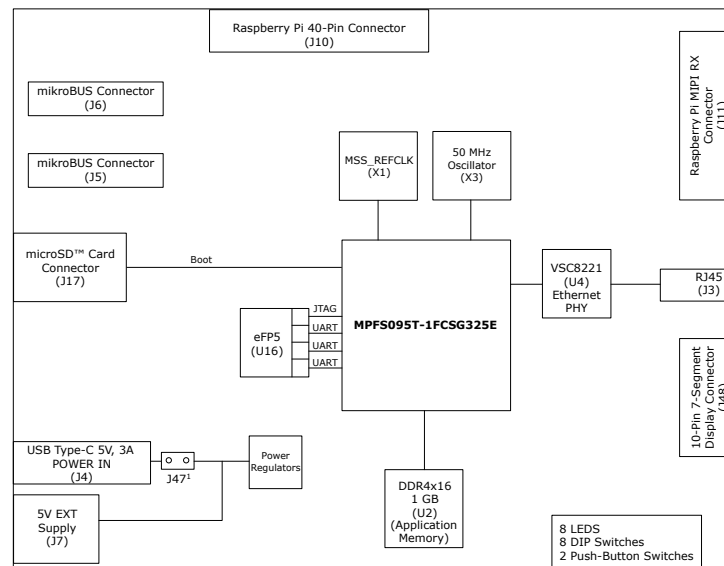 Raspberry Pi 40-Pin Connector
(J10)
mikroBUS Connector
(J6)
mikroBUS Connector
(J5)
MSS_REFCLK
(X1)
50 MHz
Oscillator
(X3)
Raspberry Pi MIPI RX
Connector
(J11)
microSD™ Card
Connector
(J17)
Boot
VSC8221
(U4)
Ethernet
PHY
RJ45
(J3)
MPFS095T-1FCSG325E
eFP5
(U16)
JTAG
UART
UART
UART
10-Pin 7-Segment
Display Connector
(J48)
USB Type-C 5V, 3A
POWER IN
(J4)
J47¹
Power
Regulators
5V EXT
Supply
(J7)
DDR4x16
1 GB
(U2)
(Application
Memory)
8 LEDS
8 DIP Switches
2 Push-Button Switches